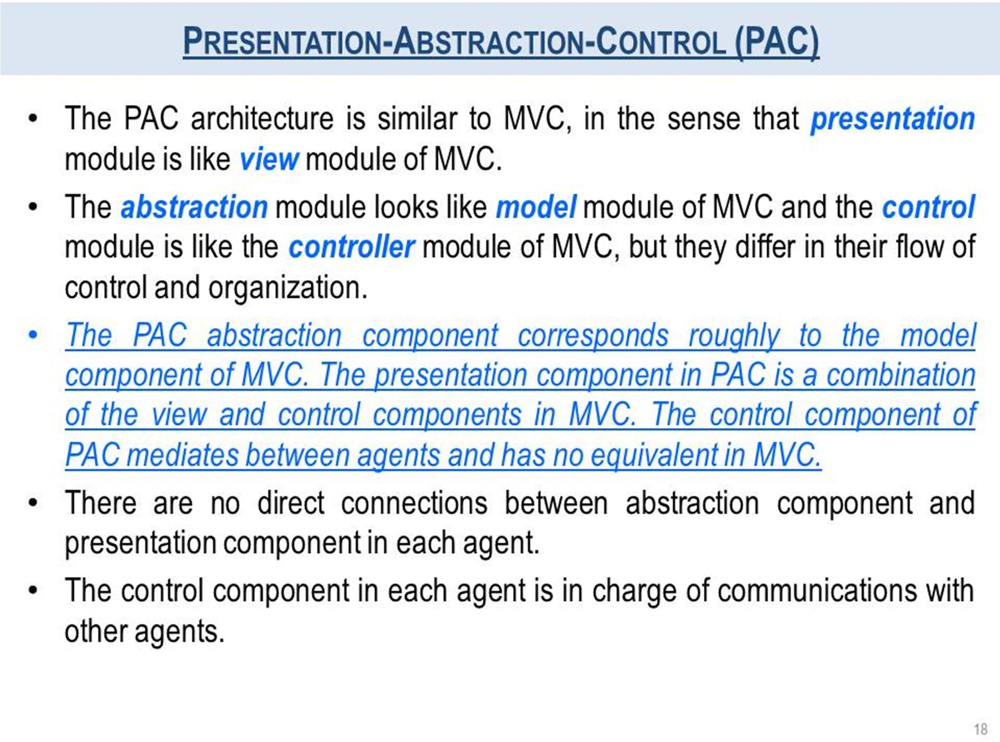 PRESENTATION-ABSTRACTION-CONTROL (PAC)
• The PAC architecture is similar to MVC, in the sense that presentation
module is like view module of MVC.
• The abstraction module looks like model module of MVC and the control
module is like the controller module of MVC, but they differ in their flow of
control and organization.
• The PAC abstraction component corresponds roughly to the model
component of MVC. The presentation component in PAC is a combination
of the view and control components in MVC. The control component of
PAC mediates between agents and has no equivalent in MVC.
• There are no direct connections between abstraction component and
presentation component in each agent.
• The control component in each agent is in charge of communications with
other agents.
18